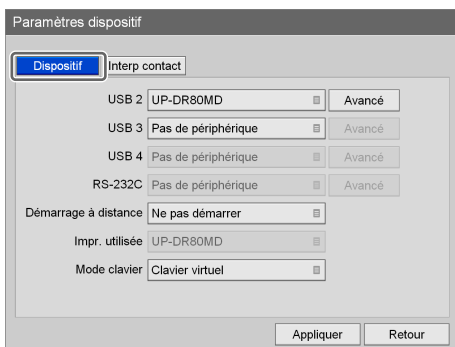 Paramètres dispositif
Dispositif Interp contact
USB 2 UP-DR80MD Avancé
USB 3 Pas de périphérique Avancé
USB 4 Pas de périphérique Avancé
RS-232C Pas de périphérique Avancé
Démarrage à distance Ne pas démarrer
Impr. utilisée UP-DR80MD
Mode clavier Clavier virtuel
Appliquer Retour